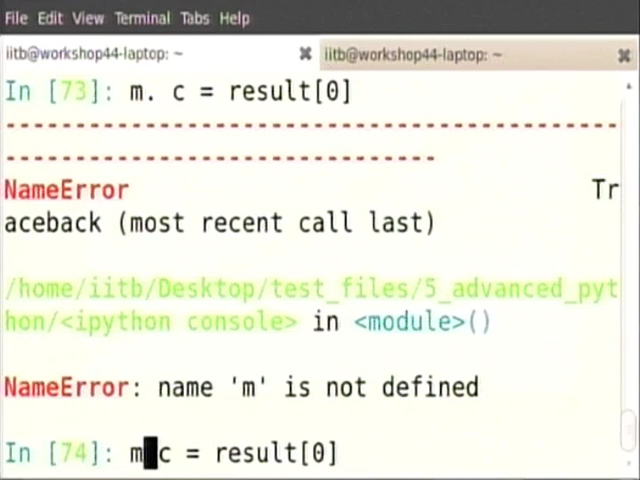 File Edit View Terminal Tabs Help
iitb@workshop44-laptop: ~ iitb@workshop44-laptop: ~
In [73]: m. c = result[0]
--------------------------------------------
-------------------------------
NameError Tr
aceback (most recent call last)
/home/iitb/Desktop/test_files/5_advanced_pyt
hon/<ipython console> in <module>()
NameError: name 'm' is not defined
In [74]: m c = result[0]